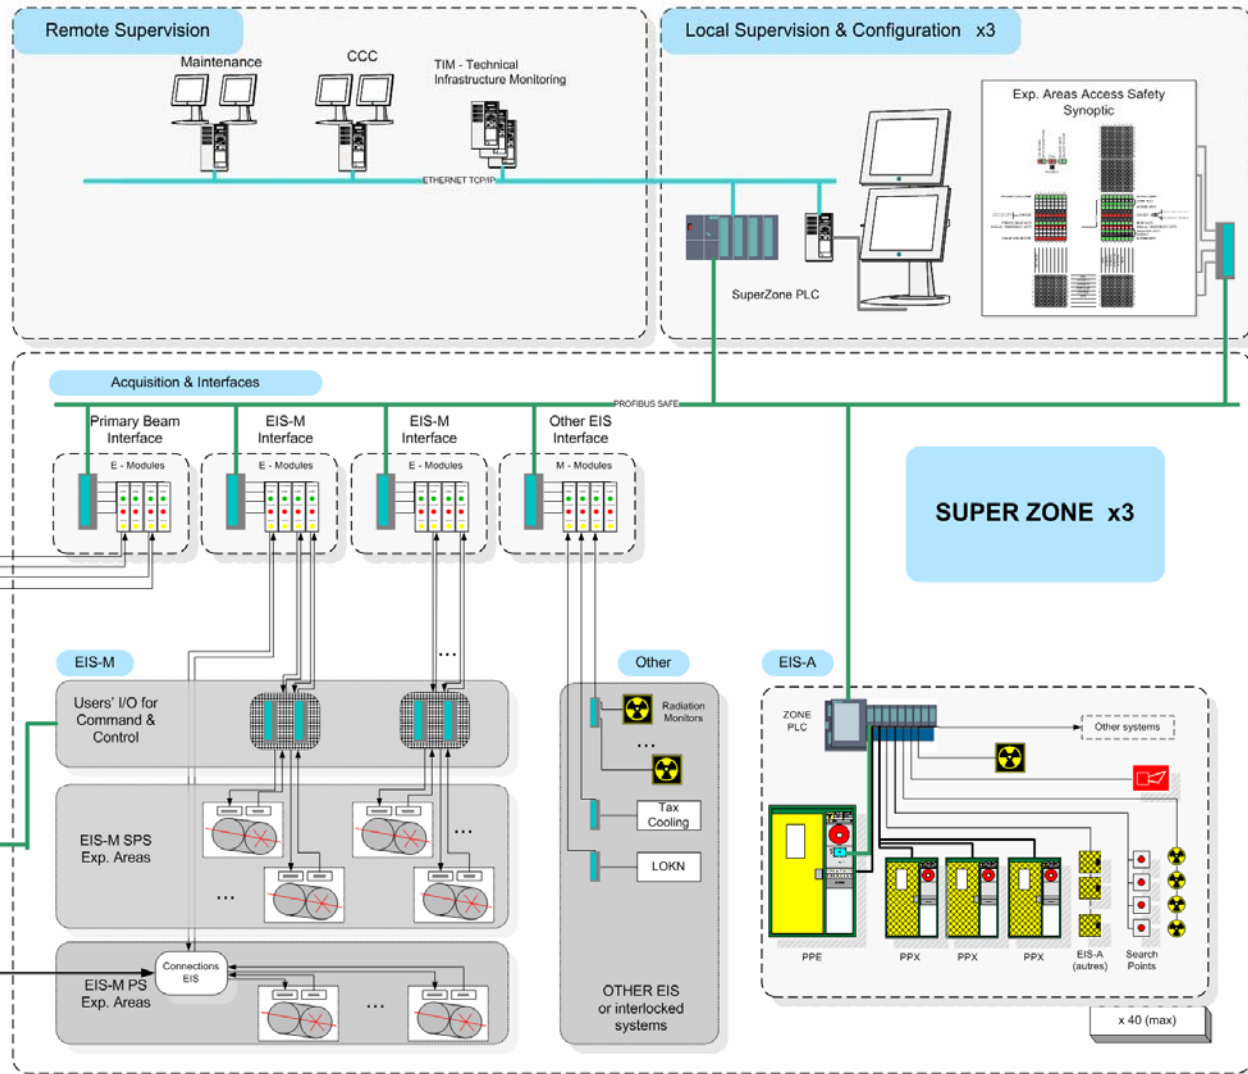 Remote Supervision
Maintenance
CCC
TIM - Technical
Infrastructure Monitoring
ETHERNET TCP/IP
Local Supervision & Configuration x3
Exp. Areas Access Safety
Synoptic
SuperZone PLC
Acquisition & Interfaces
PROFIBUS SAFE
Primary Beam
Interface
E - Modules
EIS-M
Interface
E - Modules
EIS-M
Interface
E - Modules
Other EIS
Interface
M - Modules
SUPER ZONE x3
EIS-M
Users' I/O for
Command &
Control
...
EIS-M SPS
Exp. Areas
...
...
EIS-M PS
Exp. Areas
Connections
EIS
...
Other
Radiation
Monitors
...
Tax
Cooling
LOKN
OTHER EIS
or interlocked
systems
EIS-A
ZONE
PLC
Other systems
PPE
PPX
PPX
PPX
EIS-A
(autres)
Search
Points
x 40 (max)